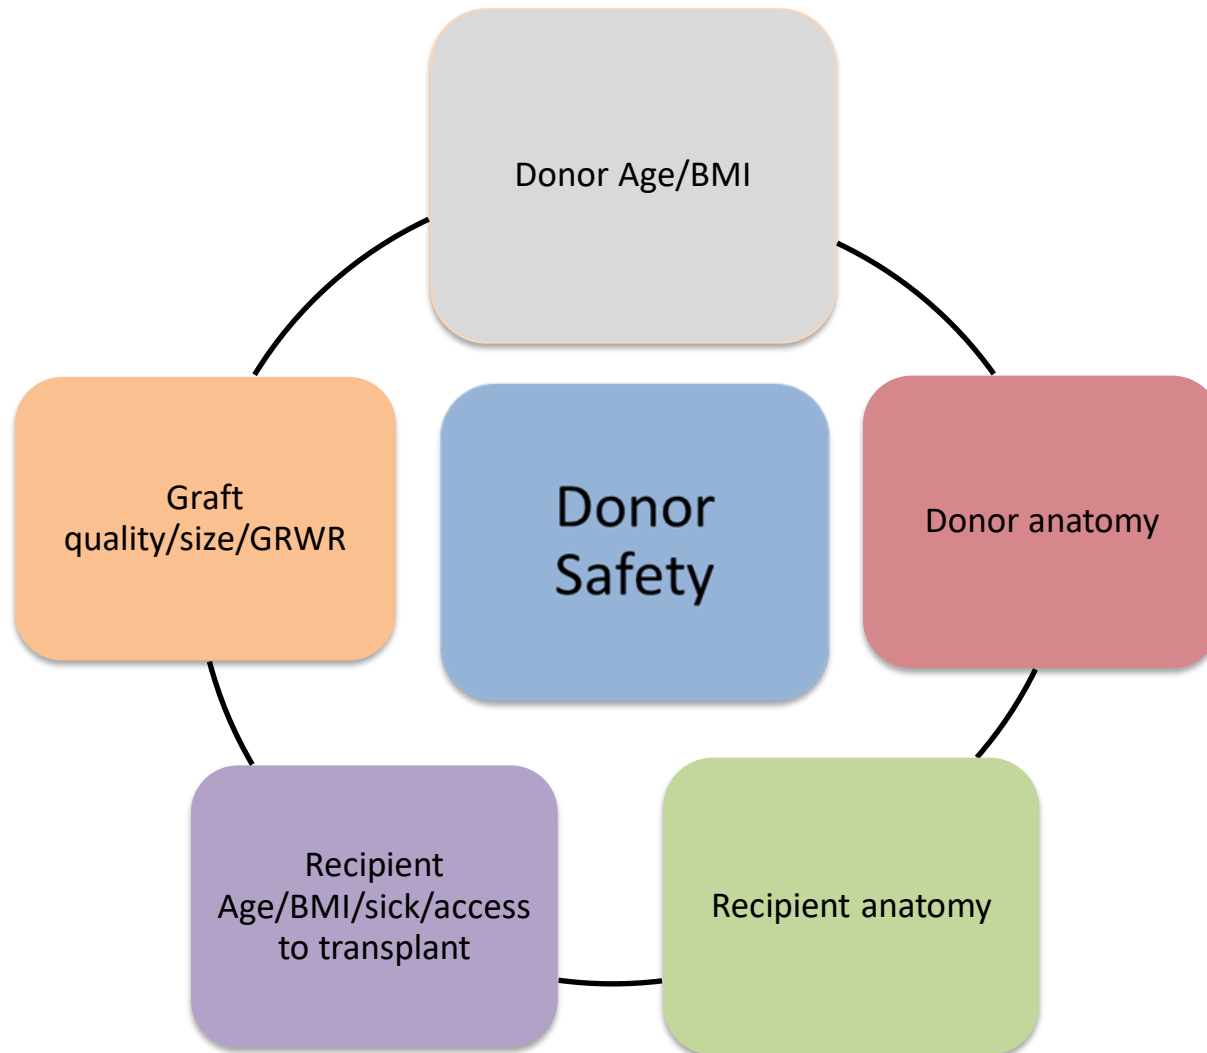 Donor Age/BMI
Graft
quality/size/GRWR
Donor
Safety
Donor anatomy
Recipient
Age/BMI/sick/access
to transplant
Recipient anatomy